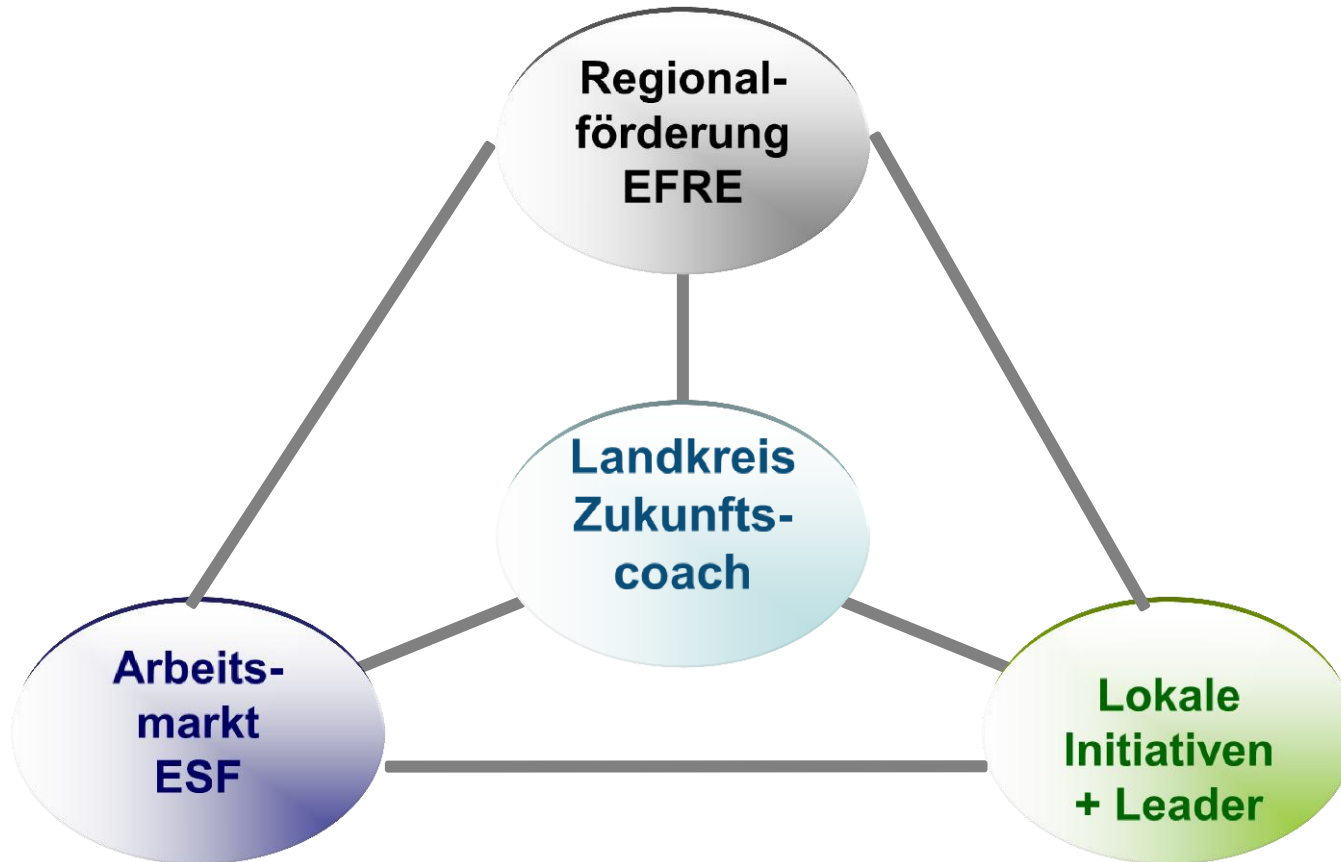 Regional-
förderung
EFRE
Landkreis
Zukunfts-
coach
Arbeits-
markt
ESF
Lokale
Initiativen
+ Leader